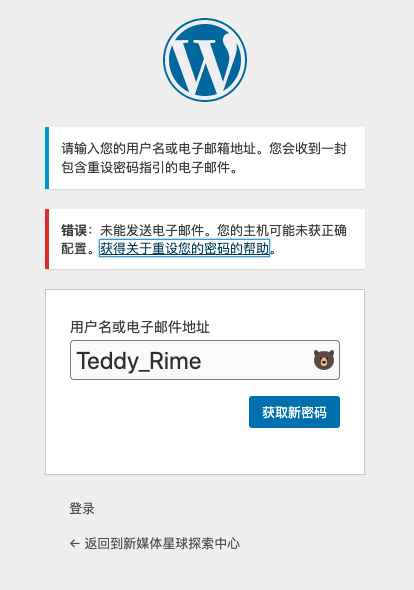 请输入您的用户名或电子邮箱地址。您会收到一封
包含重设密码指引的电子邮件。
错误：未能发送电子邮件。您的主机可能未获正确
配置。获得关于重设您的密码的帮助。
用户名或电子邮件地址
Teddy_Rime
获取新密码
登录
← 返回到新媒体星球探索中心